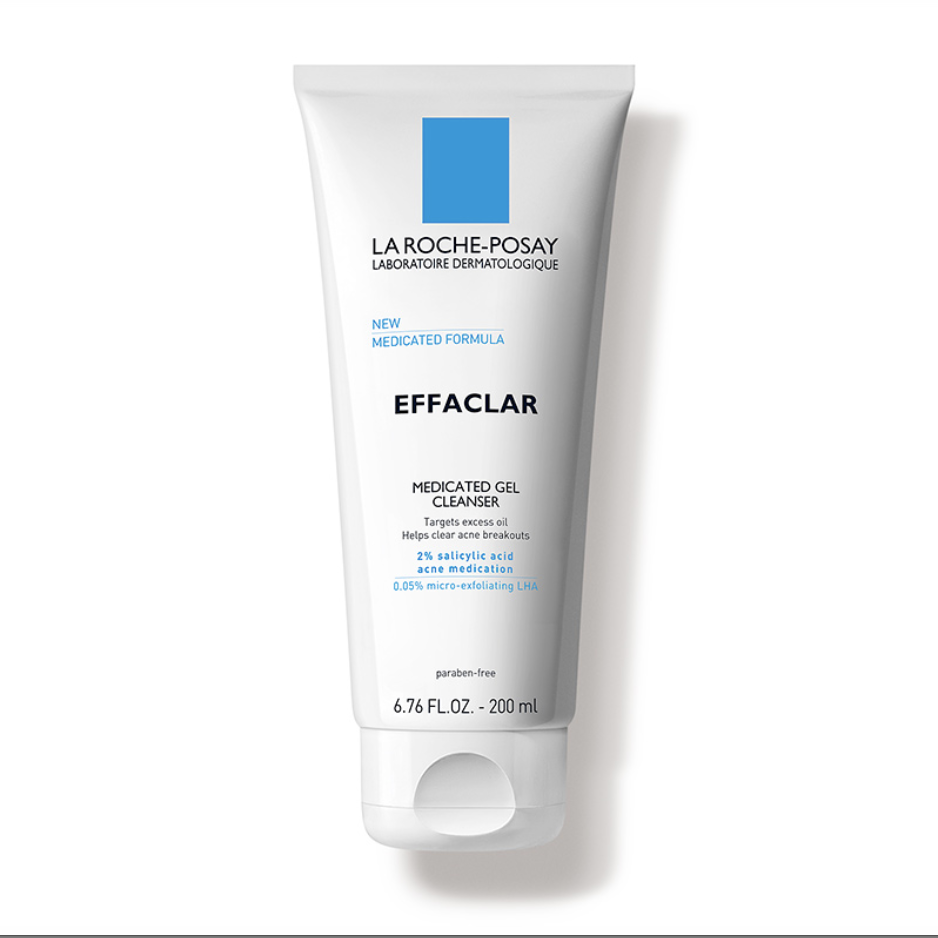 LA ROCHE-POSAY
LABORATOIRE DERMATOLOGIQUE
NEW
MEDICATED FORMULA
EFFACLAR
MEDICATED GEL
CLEANSER
Targets excess oil
Helps clear acne breakouts
2% salicylic acid
acne medication
0.05% micro-exfoliating LHA
paraben-free
6.76 FL.OZ. - 200 ml